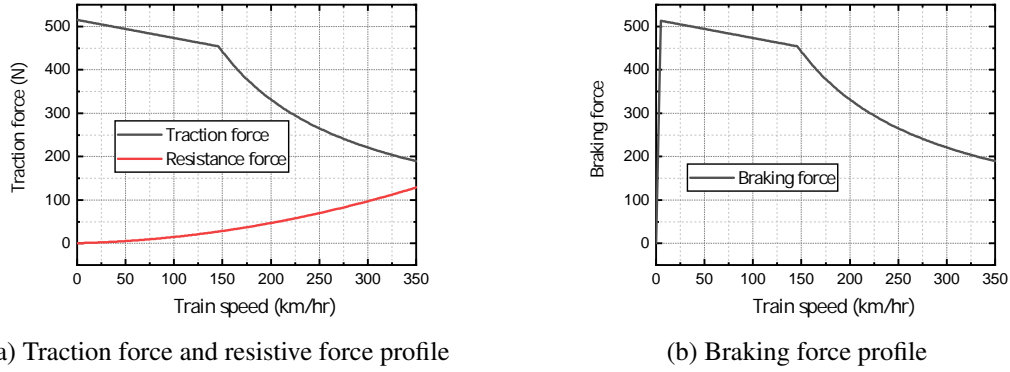 500
400
300
200
100
0
Traction force (N)
Traction force
Resistance force
0 50 100 150 200 250 300 350
Train speed (km/hr)
a) Traction force and resistive force profile
500
400
300
200
100
0
Braking force
Braking force
0 50 100 150 200 250 300 350
Train speed (km/hr)
(b) Braking force profile